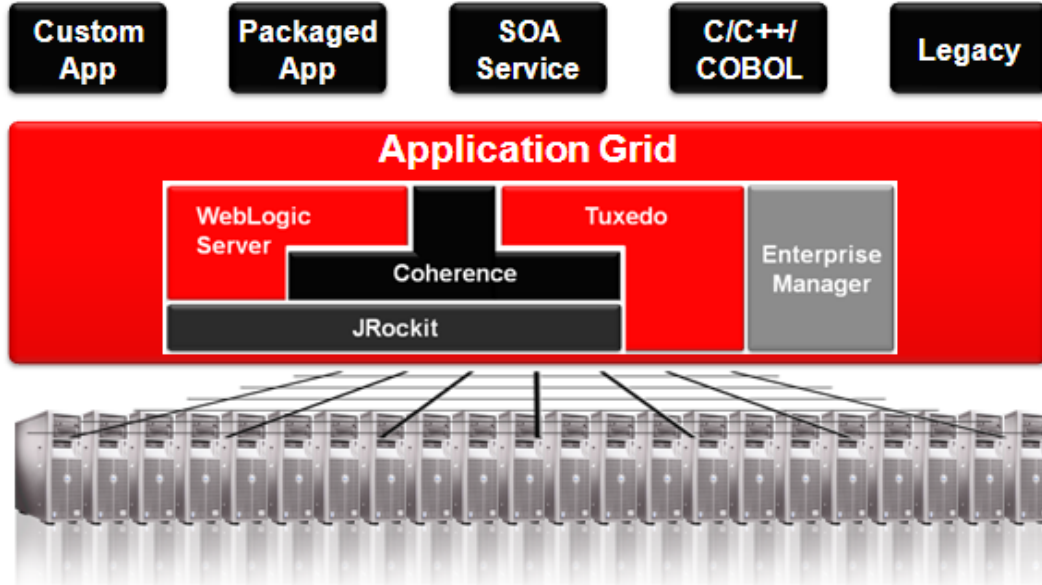 Custom
App
Packaged
App
SOA
Service
C/C++/
COBOL
Legacy
Application Grid
WebLogic
Server
Tuxedo
Enterprise
Manager
Coherence
JRockit